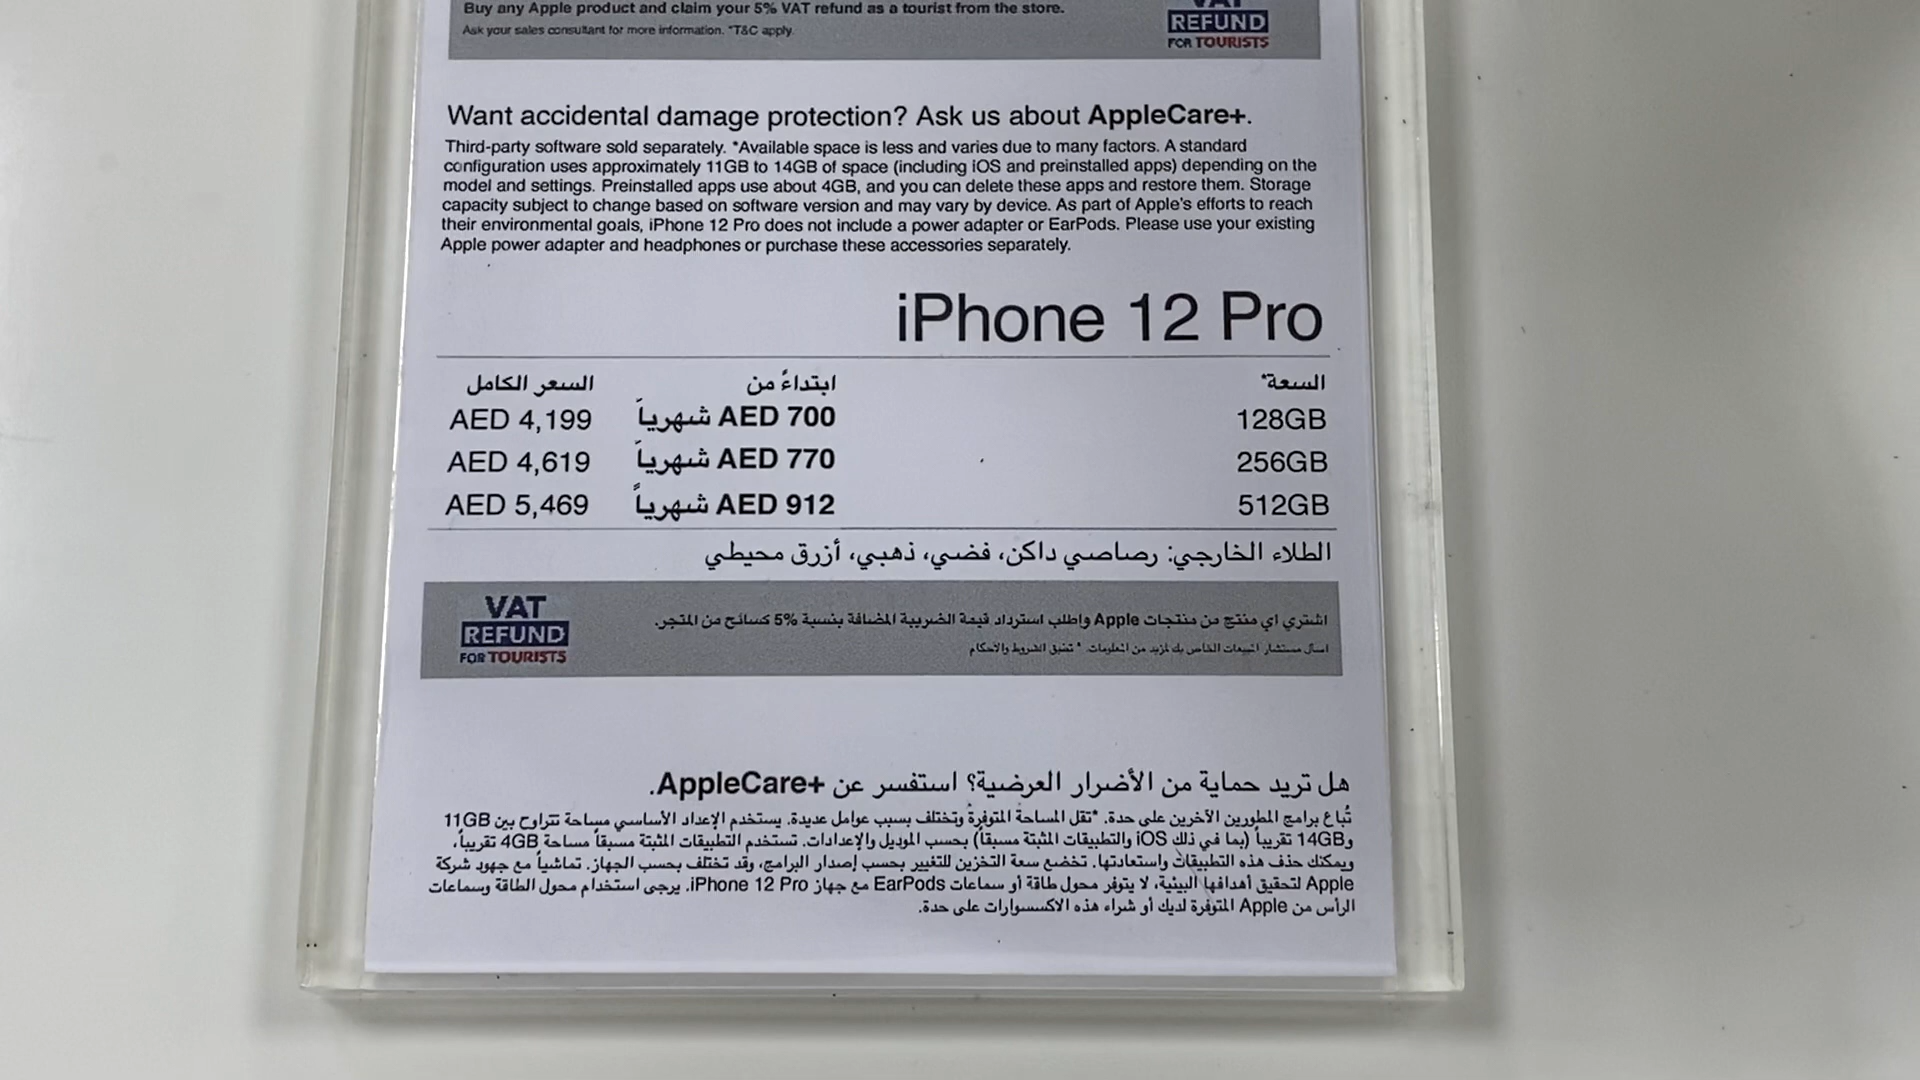 Buy any Apple product and claim your 5% VAT refund as a tourist from the store.
Ask your sales consultant for more information. *T&C apply.
VAT
REFUND
FOR TOURISTS
Want accidental damage protection? Ask us about AppleCare+.
Third-party software sold separately. *Available space is less and varies due to many factors. A standard
configuration uses approximately 11GB to 14GB of space (including iOS and preinstalled apps) depending on the
model and settings. Preinstalled apps use about 4GB, and you can delete these apps and restore them. Storage
capacity subject to change based on software version and may vary by device. As part of Apple's efforts to reach
their environmental goals, iPhone 12 Pro does not include a power adapter or EarPods. Please use your existing
Apple power adapter and headphones or purchase these accessories separately.
iPhone 12 Pro
السعة* ابتداءً من السعر الكامل
128GB AED 700 شهرياً AED 4,199
256GB AED 770 شهرياً AED 4,619
512GB AED 912 شهرياً AED 5,469
الطلاء الخارجي: رصاصي داكن، فضي، ذهبي، أزرق محيطي
اشتري اي منتج من منتجات Apple واطلب استرداد قيمة الضريبة المضافة بنسبة 5% كسائح من المتجر.
اسأل مستشار المبيعات الخاص بك لمزيد من المعلومات. * تطبق الشروط والأحكام
VAT
REFUND
FOR TOURISTS
هل تريد حماية من الأضرار العرضية؟ استفسر عن AppleCare+.
تُباع برامج المطورين الآخرين على حدة. *تقل المساحة المتوفرة وتختلف بسبب عوامل عديدة. يستخدم الإعداد الأساسي مساحة تتراوح بين 11GB
و14GB تقريباً (بما في ذلك iOS والتطبيقات المثبتة مسبقاً) بحسب الموديل والإعدادات. تستخدم التطبيقات المثبتة مسبقاً مساحة 4GB تقريباً،
ويمكنك حذف هذه التطبيقات واستعادتها. تخضع سعة التخزين للتغيير بحسب إصدار البرامج، وقد تختلف بحسب الجهاز. تماشياً مع جهود شركة
Apple لتحقيق أهدافها البيئية، لا يتوفر محول طاقة أو سماعات EarPods مع جهاز iPhone 12 Pro. يرجى استخدام محول الطاقة وسماعات
الرأس من Apple المتوفرة لديك أو شراء هذه الاكسسوارات على حدة.